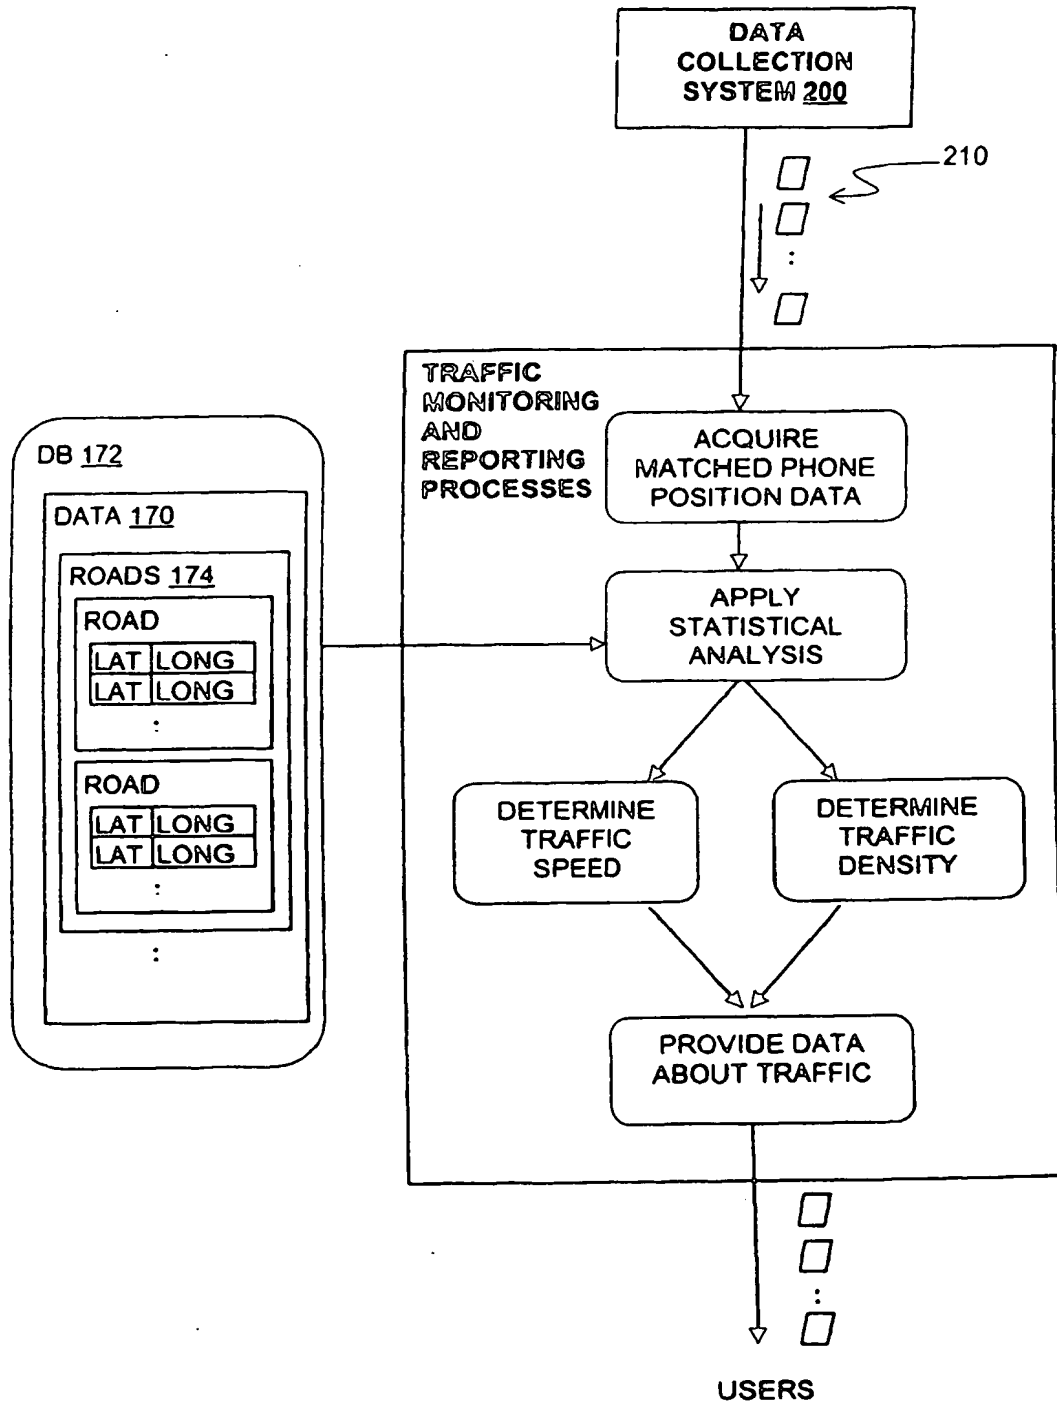 DATA
COLLECTION
SYSTEM 200
210
TRAFFIC
MONITORING
AND
REPORTING
PROCESSES
ACQUIRE
MATCHED PHONE
POSITION DATA
DB 172
DATA 170
ROADS 174
ROAD
LAT LONG
LAT LONG
:
ROAD
LAT LONG
LAT LONG
:
:
APPLY
STATISTICAL
ANALYSIS
DETERMINE
TRAFFIC
SPEED
DETERMINE
TRAFFIC
DENSITY
PROVIDE DATA
ABOUT TRAFFIC
USERS